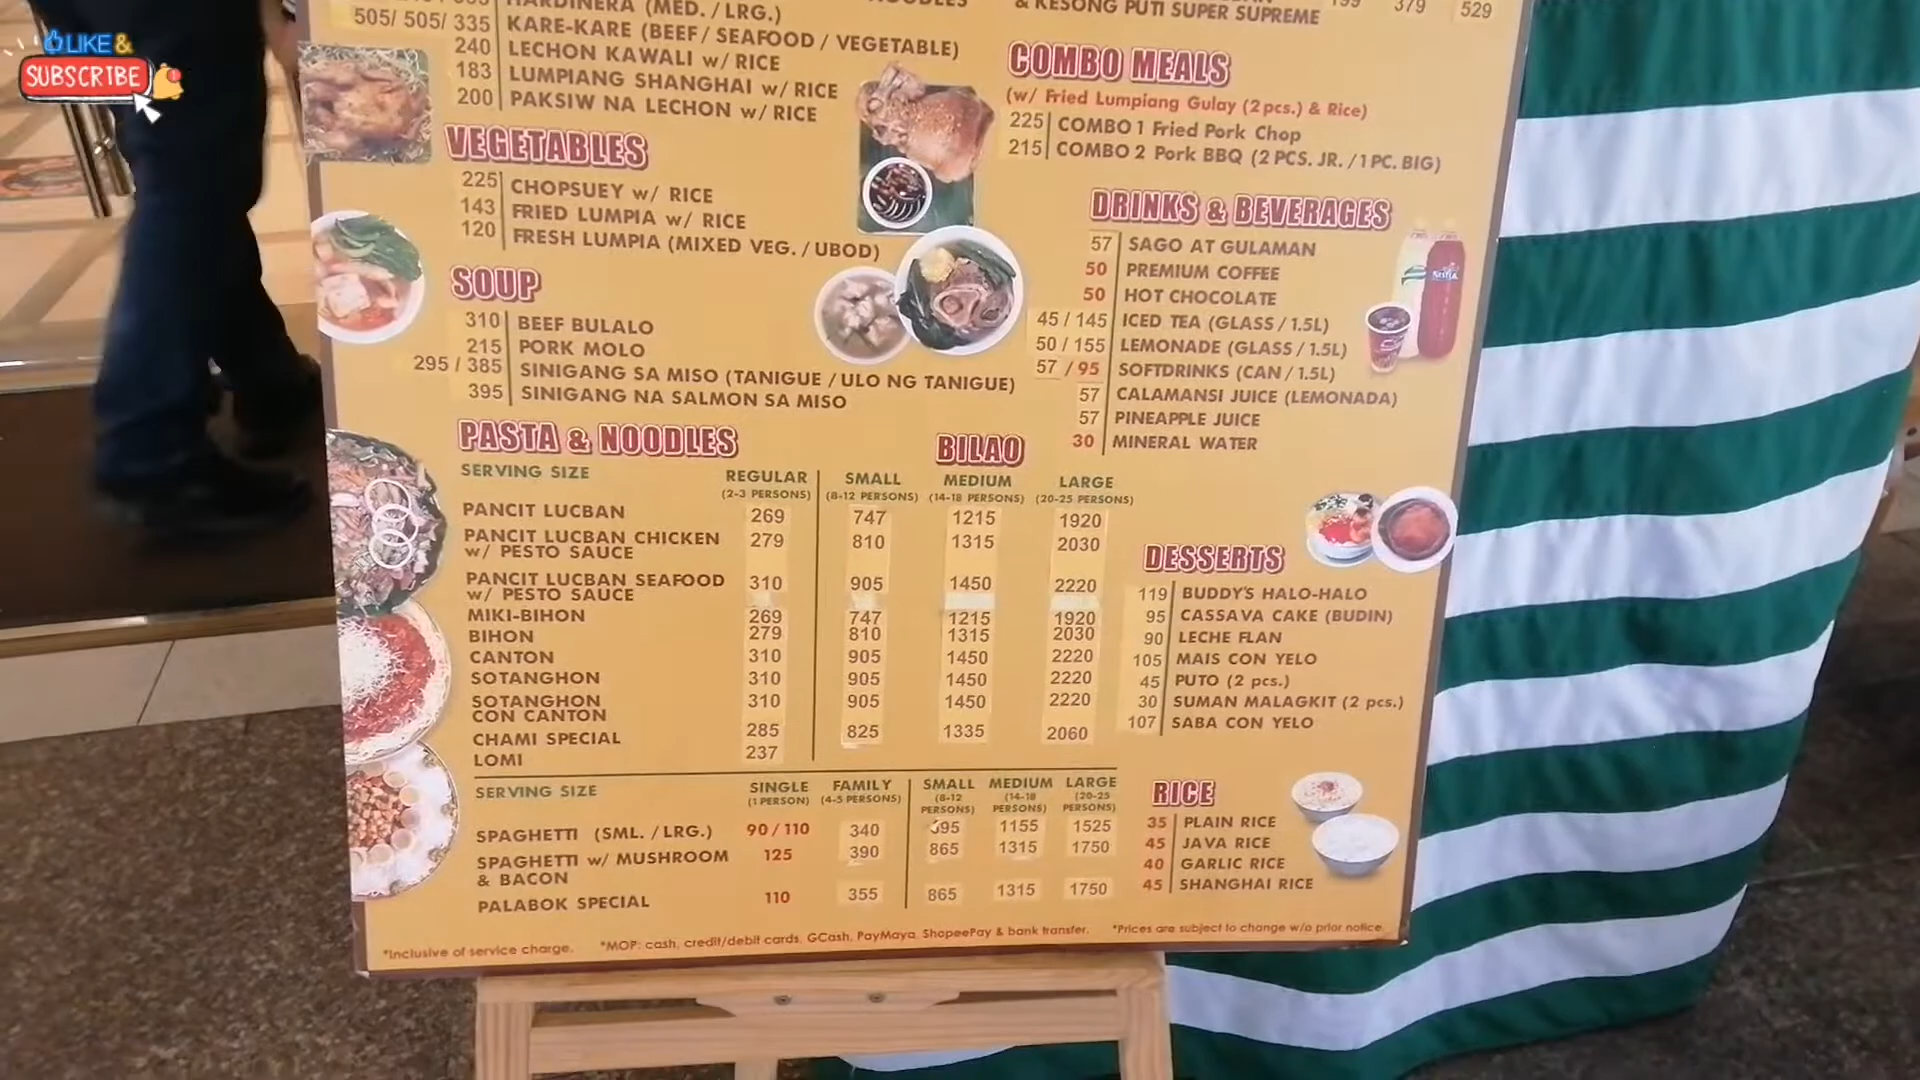 LIKE &
SUBSCRIBE
HARDINERA (MED. / LRG.)
505/ 505/ 335 KARE-KARE (BEEF / SEAFOOD / VEGETABLE)
240 LECHON KAWALI w/ RICE
183 LUMPIANG SHANGHAI w/ RICE
200 PAKSIW NA LECHON w/ RICE
VEGETABLES
225 CHOPSUEY w/ RICE
143 FRIED LUMPIA w/ RICE
120 FRESH LUMPIA (MIXED VEG. / UBOD)
SOUP
310 BEEF BULALO
215 PORK MOLO
295 / 385 SINIGANG SA MISO (TANIGUE / ULO NG TANIGUE)
395 SINIGANG NA SALMON SA MISO
& KESONG PUTI SUPER SUPREME 199 379 529
COMBO MEALS
(w/ Fried Lumpiang Gulay (2 pcs.) & Rice)
225 COMBO 1 Fried Pork Chop
215 COMBO 2 Pork BBQ (2 PCS. JR. / 1 PC. BIG)
DRINKS & BEVERAGES
57 SAGO AT GULAMAN
50 PREMIUM COFFEE
50 HOT CHOCOLATE
45 / 145 ICED TEA (GLASS / 1.5L)
50 / 155 LEMONADE (GLASS / 1.5L)
57 / 95 SOFTDRINKS (CAN / 1.5L)
57 CALAMANSI JUICE (LEMONADA)
57 PINEAPPLE JUICE
30 MINERAL WATER
PASTA & NOODLES BILAO
SERVING SIZE REGULAR SMALL MEDIUM LARGE
(2-3 PERSONS) (8-12 PERSONS) (14-18 PERSONS) (20-25 PERSONS)
PANCIT LUCBAN 269 747 1215 1920
PANCIT LUCBAN CHICKEN 279 810 1315 2030
w/ PESTO SAUCE
PANCIT LUCBAN SEAFOOD 310 905 1450 2220
w/ PESTO SAUCE
MIKI-BIHON 269 747 1215 1920
BIHON 279 810 1315 2030
CANTON 310 905 1450 2220
SOTANGHON 310 905 1450 2220
SOTANGHON 310 905 1450 2220
CON CANTON
CHAMI SPECIAL 285 825 1335 2060
LOMI 237
SERVING SIZE SINGLE FAMILY SMALL MEDIUM LARGE
(1 PERSON) (4-5 PERSONS) (8-12 (14-18 (20-25
PERSONS) PERSONS) PERSONS)
SPAGHETTI (SML. / LRG.) 90 / 110 340 95 1155 1525
SPAGHETTI w/ MUSHROOM 125 390 865 1315 1750
& BACON
PALABOK SPECIAL 110 355 865 1315 1750
DESSERTS
119 BUDDY'S HALO-HALO
95 CASSAVA CAKE (BUDIN)
90 LECHE FLAN
105 MAIS CON YELO
45 PUTO (2 pcs.)
30 SUMAN MALAGKIT (2 pcs.)
107 SABA CON YELO
RICE
35 PLAIN RICE
45 JAVA RICE
40 GARLIC RICE
45 SHANGHAI RICE
*Inclusive of service charge. *MOP: cash, credit/debit cards, GCash, PayMaya, ShopeePay & bank transfer. *Prices are subject to change w/o prior notice.